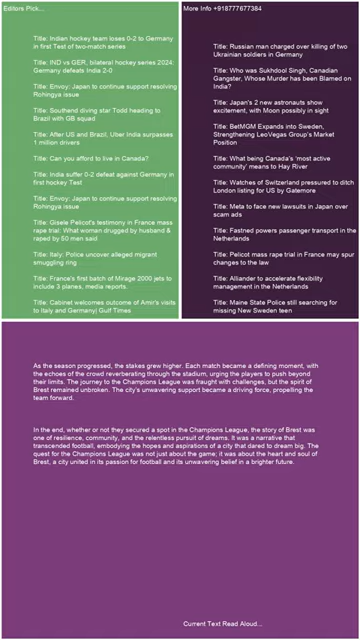 Editors Pick...
Title: Indian hockey team loses 0-2 to Germany
in first Test of two-match series
Title: IND vs GER, bilateral hockey series 2024:
Germany defeats India 2-0
Title: Envoy: Japan to continue support resolving
Rohingya issue
Title: Southend diving star Todd heading to
Brazil with GB squad
Title: After US and Brazil, Uber India surpasses
1 million drivers
Title: Can you afford to live in Canada?
Title: India suffer 0-2 defeat against Germany in
first hockey Test
Title: Envoy: Japan to continue support resolving
Rohingya issue
Title: Gisele Pelicot's testimony in France mass
rape trial: What woman drugged by husband &
raped by 50 men said
Title: Italy: Police uncover alleged migrant
smuggling ring
Title: France's first batch of Mirage 2000 jets to
include 3 planes, media reports
Title: Cabinet welcomes outcome of Amir's visits
to Italy and Germany| Gulf Times
More Info +918777677384
Title: Russian man charged over killing of two
Ukrainian soldiers in Germany
Title: Who was Sukhdool Singh, Canadian
Gangster, Whose Murder has been Blamed on
India?
Title: Japan's 2 new astronauts show
excitement, with Moon possibly in sight
Title: BetMGM Expands into Sweden,
Strengthening LeoVegas Group's Market
Position
Title: What being Canada's 'most active
community' means to Hay River
Title: Watches of Switzerland pressured to ditch
London listing for US by Gatemore
Title: Meta to face new lawsuits in Japan over
scam ads
Title: Fastned powers passenger transport in the
Netherlands
Title: Pelicot mass rape trial in France may spur
changes to the law
Title: Alliander to accelerate flexibility
management in the Netherlands
Title: Maine State Police still searching for
missing New Sweden teen
As the season progressed, the stakes grew higher. Each match became a defining moment, with
the echoes of the crowd reverberating through the stadium, urging the players to push beyond
their limits. The journey to the Champions League was fraught with challenges, but the spirit of
Brest remained unbroken. The city's unwavering support became a driving force, propelling the
team forward.
In the end, whether or not they secured a spot in the Champions League, the story of Brest was
one of resilience, community, and the relentless pursuit of dreams. It was a narrative that
transcended football, embodying the hopes and aspirations of a city that dared to dream big. The
quest for the Champions League was not just about the game; it was about the heart and soul of
Brest, a city united in its passion for football and its unwavering belief in a brighter future.
Current Text Read Aloud...